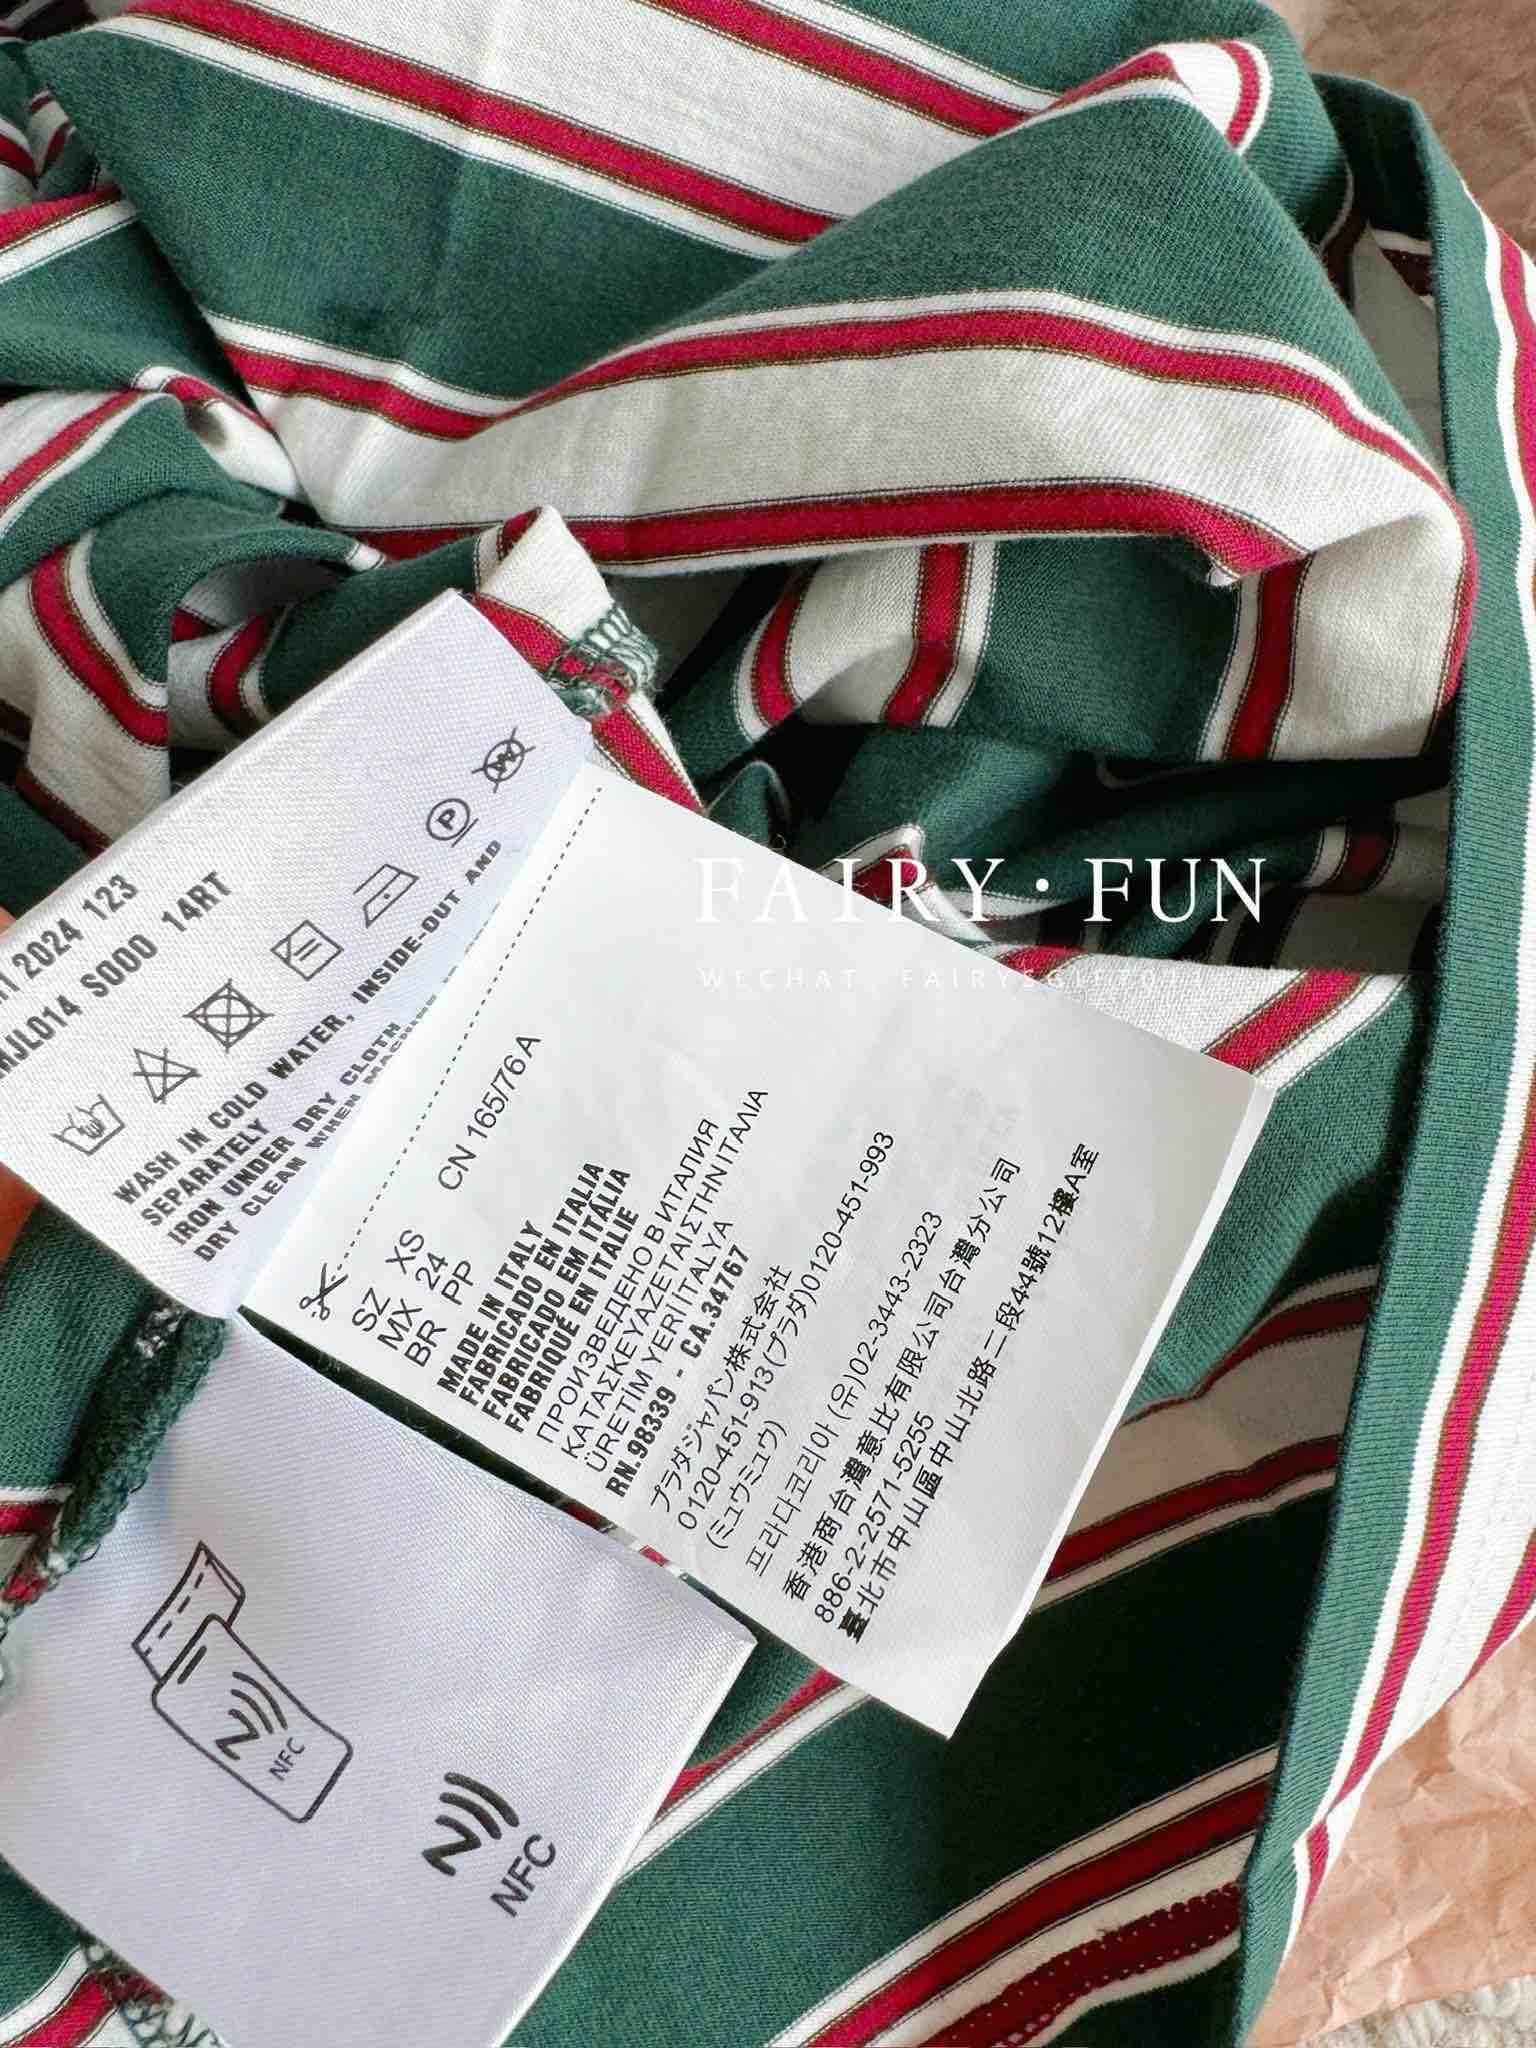 FAIRY·FUN
2024 123
MJL014 S000 14RT
P
WASH IN COLD WATER, INSIDE-OUT AND
SEPARATELY
IRON UNDER DRY CLOTH
DRY CLEAN WHEN
CN 165/76A
SZ XS
MX 24
BR PP
MADE IN ITALY
FABRICADO EN ITALIA
FABRICADO EM ITÁLIA
FABRIQUÉ EN ITALIE
ПРОИЗВЕДЕНО В ИТАЛИЯ
ΚΑΤΑΣΚΕΥΑΖΕΤΑΙ ΣΤΗΝ ΙΤΑΛΙΑ
ÜRETİM YERİ İTALYA
RN.98339 - CA.34767
プラダジャパン株式会社
0120-451-913 (プラダ) 0120-451-993
(ミュウミュウ)
프라다코리아 (유) 02-3443-2323
香港商台灣意比有限公司台灣分公司
886-2-2571-5255
臺北市中山區中山北路二段44號12樓A室
NFC
NFC